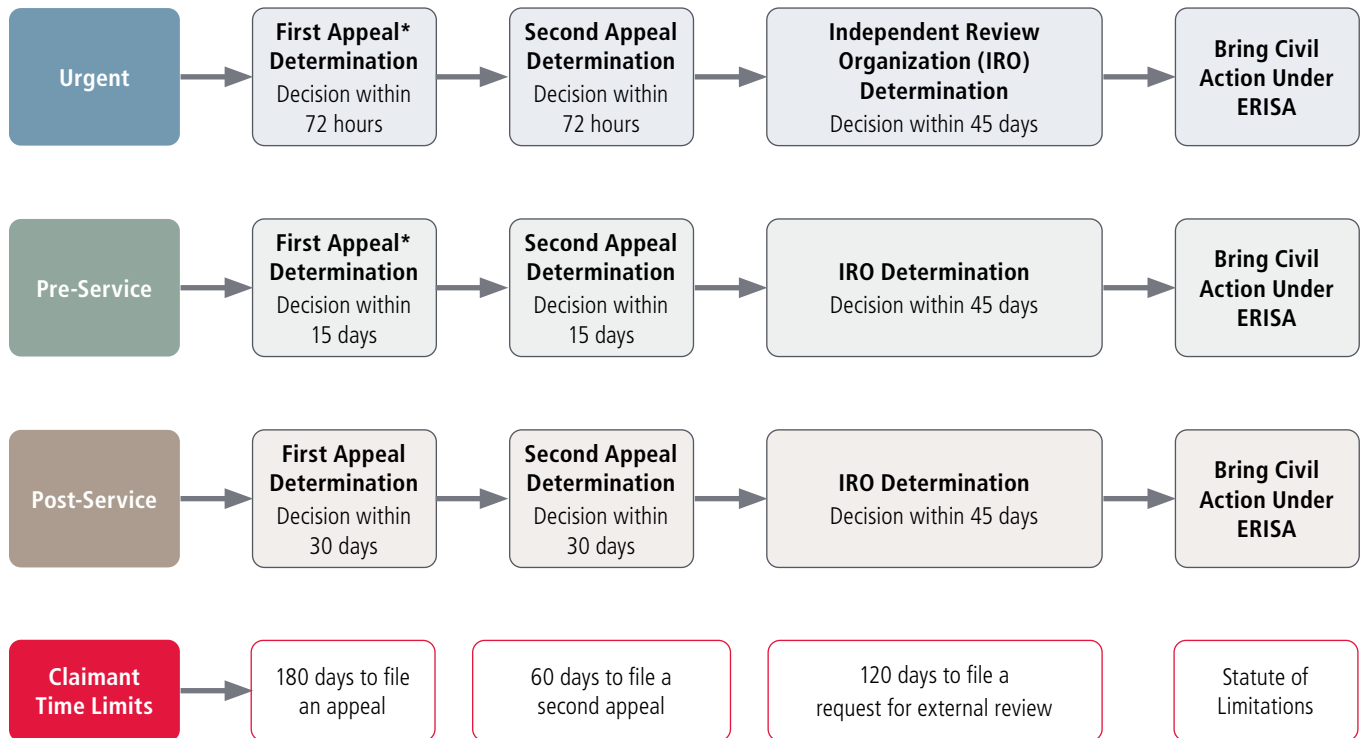 Urgent
First Appeal*
Determination
Decision within
72 hours
Second Appeal
Determination
Decision within
72 hours
Independent Review
Organization (IRO)
Determination
Decision within 45 days
Bring Civil
Action Under
ERISA
Pre-Service
First Appeal*
Determination
Decision within
15 days
Second Appeal
Determination
Decision within
15 days
IRO Determination
Decision within 45 days
Bring Civil
Action Under
ERISA
Post-Service
First Appeal
Determination
Decision within
30 days
Second Appeal
Determination
Decision within
30 days
IRO Determination
Decision within 45 days
Bring Civil
Action Under
ERISA
Claimant
Time Limits
180 days to file
an appeal
60 days to file a
second appeal
120 days to file a
request for external review
Statute of
Limitations